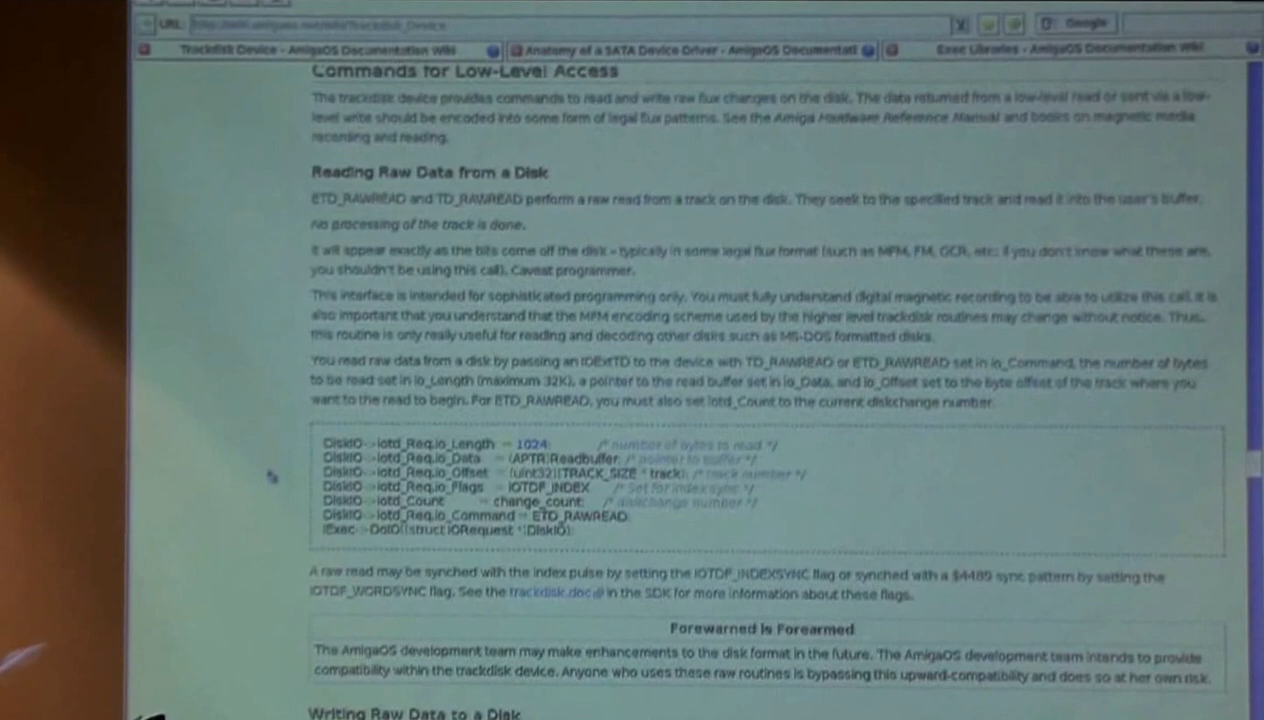 URL:
Google
Trackdisk Device - AmigaOS Documentation Wiki
Anatomy of a SATA Device Driver - AmigaOS Documentati
Exec Libraries - AmigaOS Documentation Wiki
Commands for Low-Level Access
The trackdisk device provides commands to read and write raw flux changes on the disk. The data returned from a low-level read or sent via a low-
level write should be encoded into some form of legal flux patterns. See the Amiga Hardware Reference Manual and books on magnetic media
recording and reading.
Reading Raw Data from a Disk
ETD_RAWREAD and TD_RAWREAD perform a raw read from a track on the disk. They seek to the specified track and read it into the user's buffer.
No processing of the track is done.
It will appear exactly as the bits come off the disk – typically in some legal flux format (such as MFM, FM, GCR, etc; if you don't know what these are,
you shouldn't be using this call). Caveat programmer.
This interface is intended for sophisticated programming only. You must fully understand digital magnetic recording to be able to utilize this call. It is
also important that you understand that the MFM encoding scheme used by the higher level trackdisk routines may change without notice. Thus,
this routine is only really useful for reading and decoding other disks such as MS-DOS formatted disks.
You read raw data from a disk by passing an IOExtTD to the device with TD_RAWREAD or ETD_RAWREAD set in io_Command, the number of bytes
to be read set in io_Length (maximum 32K), a pointer to the read buffer set in io_Data, and io_Offset set to the byte offset of the track where you
want to the read to begin. For ETD_RAWREAD, you must also set iotd_Count to the current diskchange number.
DiskIO->iotd_Req.io_Length = 1024; /* number of bytes to read */
DiskIO->iotd_Req.io_Data = (APTR)Readbuffer; /* pointer to buffer */
DiskIO->iotd_Req.io_Offset = (uint32)(TRACK_SIZE * track); /* track number */
DiskIO->iotd_Req.io_Flags = IOTDF_INDEX /* Set for index sync */
DiskIO->iotd_Count = change_count; /* diskchange number */
DiskIO->iotd_Req.io_Command = ETD_RAWREAD;
IExec->DoIO((struct IORequest *)DiskIO);
A raw read may be synched with the index pulse by setting the IOTDF_INDEXSYNC flag or synched with a $4489 sync pattern by setting the
IOTDF_WORDSYNC flag. See the trackdisk.doc in the SDK for more information about these flags.
Forewarned is Forearmed
The AmigaOS development team may make enhancements to the disk format in the future. The AmigaOS development team intends to provide
compatibility within the trackdisk device. Anyone who uses these raw routines is bypassing this upward-compatibility and does so at her own risk.
Writing Raw Data to a Disk